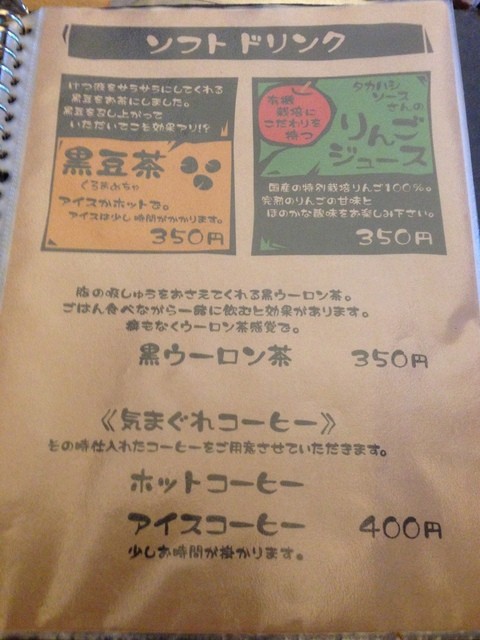 ソフトドリンク
けつ液をサラサラにしてくれる
黒豆をお茶にしました。
黒豆を召し上がって
いただいてこそ効果アリ!?
黒豆茶
くろまめちゃ
アイスかホットで。
アイスは少し時間がかかります。
350円
有機
栽培に
こだわりを
持つ
タカハシ
ソース
さんの
りんご
ジュース
国産の特別栽培りんご100%。
完熟のりんごの甘味と
ほのかな酸味をお楽しみ下さい。
350円
脂の吸しゅうをおさえてくれる黒ウーロン茶。
ごはん食べながら一緒に飲むと効果があります。
癖もなくウーロン茶感覚で。
黒ウーロン茶 350円
《気まぐれコーヒー》
その時仕入れたコーヒーをご用意させていただきます。
ホットコーヒー
アイスコーヒー 400円
少しお時間が掛かります。